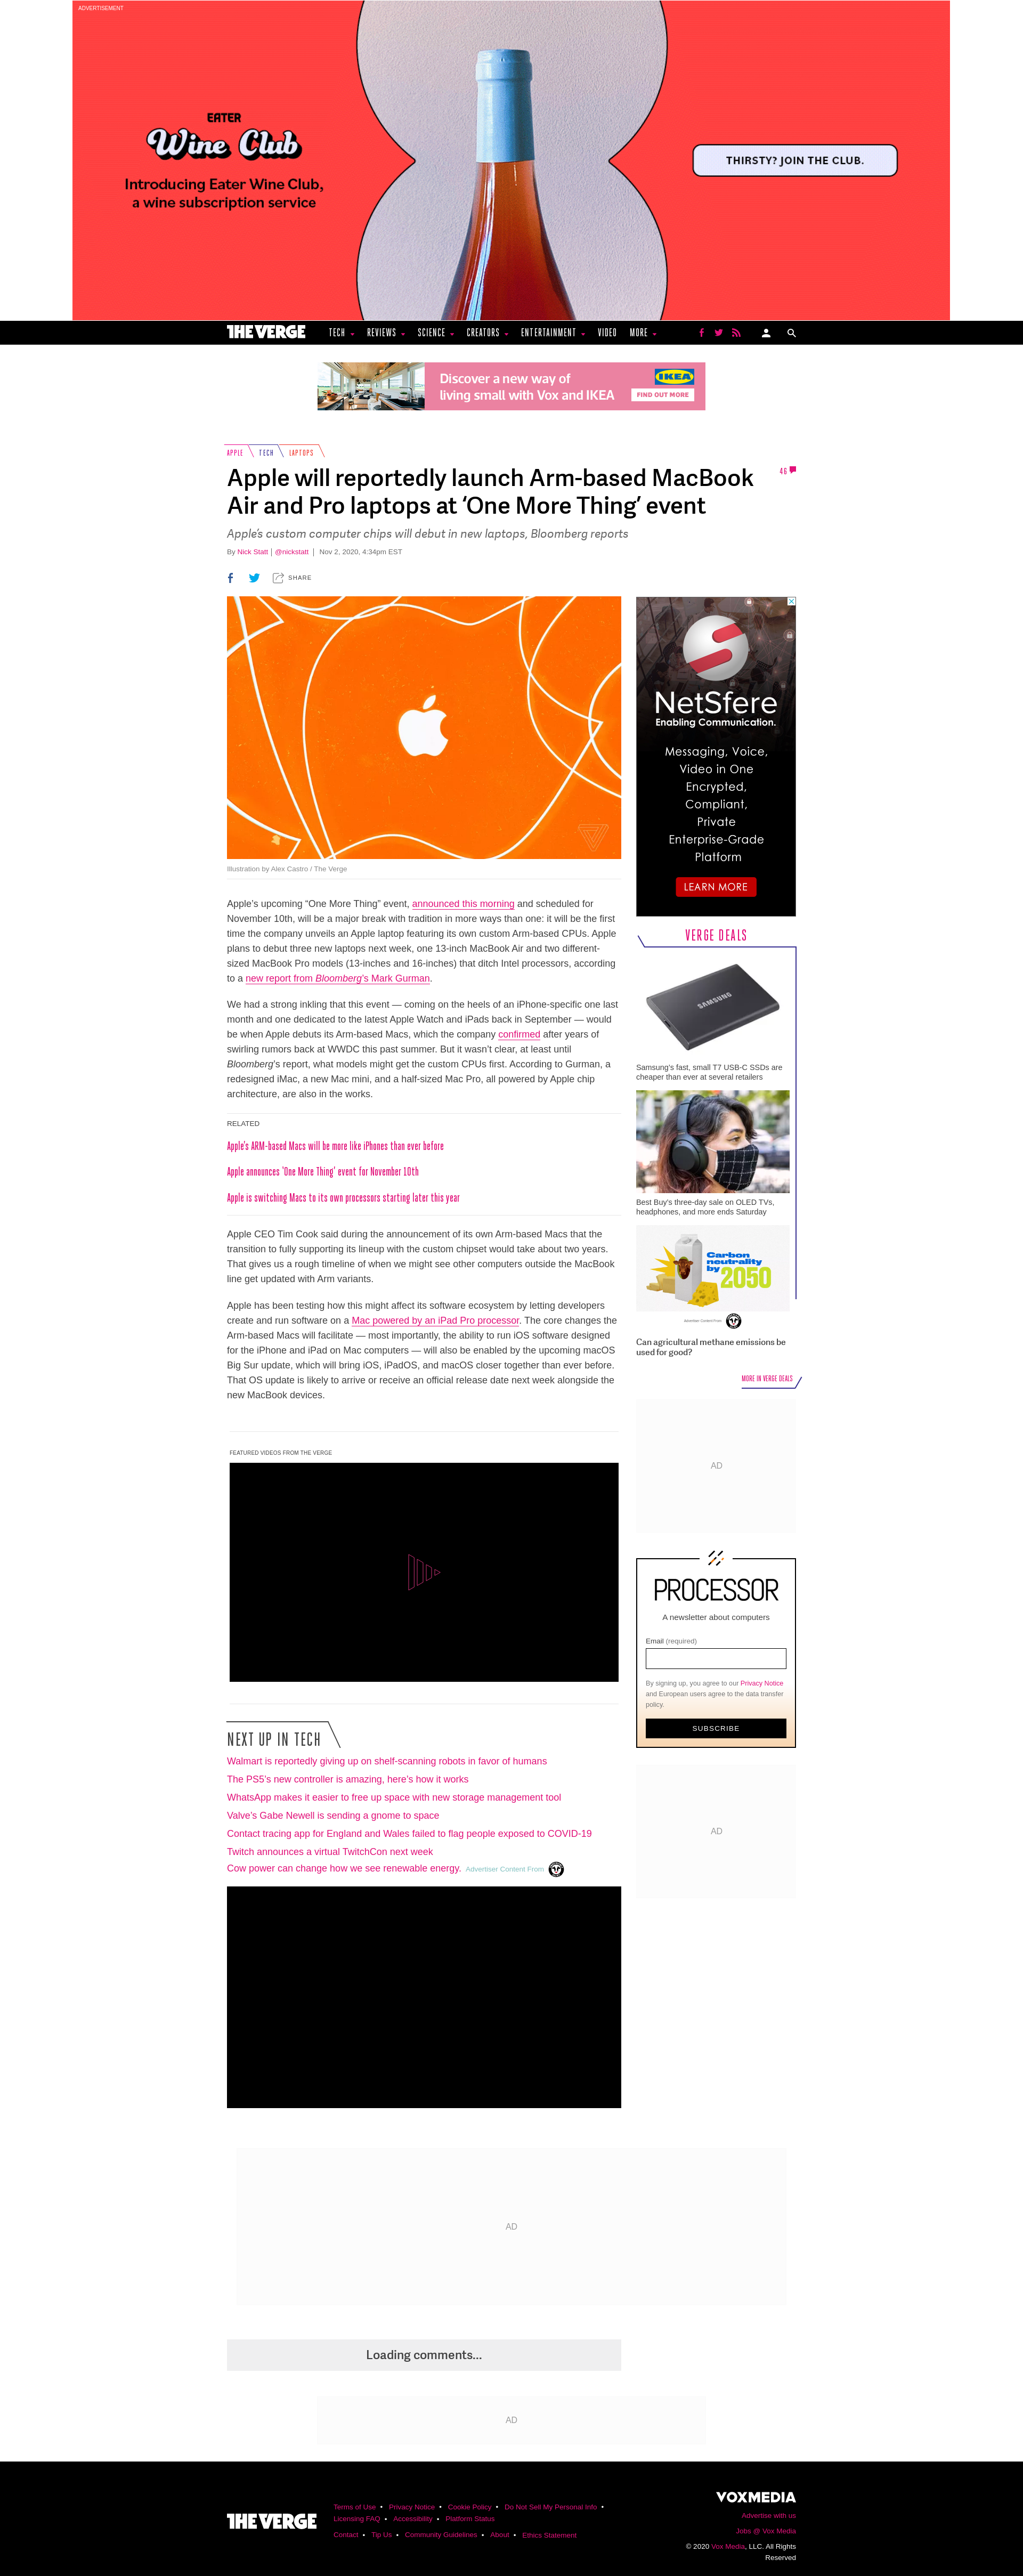 ADVERTISEMENT
EATER
Wine Club
Introducing Eater Wine Club,
a wine subscription service
THIRSTY? JOIN THE CLUB.
THE VERGE
TECH
REVIEWS
SCIENCE
CREATORS
ENTERTAINMENT
VIDEO
MORE
Discover a new way of
living small with Vox and IKEA
IKEA
FIND OUT MORE
APPLE
TECH
LAPTOPS
Apple will reportedly launch Arm-based MacBook
Air and Pro laptops at ‘One More Thing’ event
46
Apple’s custom computer chips will debut in new laptops, Bloomberg reports
By Nick Statt | @nickstatt | Nov 2, 2020, 4:34pm EST
SHARE
Illustration by Alex Castro / The Verge
Apple’s upcoming “One More Thing” event, announced this morning and scheduled for
November 10th, will be a major break with tradition in more ways than one: it will be the first
time the company unveils an Apple laptop featuring its own custom Arm-based CPUs. Apple
plans to debut three new laptops next week, one 13-inch MacBook Air and two different-
sized MacBook Pro models (13-inches and 16-inches) that ditch Intel processors, according
to a new report from Bloomberg’s Mark Gurman.
We had a strong inkling that this event — coming on the heels of an iPhone-specific one last
month and one dedicated to the latest Apple Watch and iPads back in September — would
be when Apple debuts its Arm-based Macs, which the company confirmed after years of
swirling rumors back at WWDC this past summer. But it wasn’t clear, at least until
Bloomberg’s report, what models might get the custom CPUs first. According to Gurman, a
redesigned iMac, a new Mac mini, and a half-sized Mac Pro, all powered by Apple chip
architecture, are also in the works.
RELATED
Apple’s ARM-based Macs will be more like iPhones than ever before
Apple announces ‘One More Thing’ event for November 10th
Apple is switching Macs to its own processors starting later this year
Apple CEO Tim Cook said during the announcement of its own Arm-based Macs that the
transition to fully supporting its lineup with the custom chipset would take about two years.
That gives us a rough timeline of when we might see other computers outside the MacBook
line get updated with Arm variants.
Apple has been testing how this might affect its software ecosystem by letting developers
create and run software on a Mac powered by an iPad Pro processor. The core changes the
Arm-based Macs will facilitate — most importantly, the ability to run iOS software designed
for the iPhone and iPad on Mac computers — will also be enabled by the upcoming macOS
Big Sur update, which will bring iOS, iPadOS, and macOS closer together than ever before.
That OS update is likely to arrive or receive an official release date next week alongside the
new MacBook devices.
FEATURED VIDEOS FROM THE VERGE
NEXT UP IN TECH
Walmart is reportedly giving up on shelf-scanning robots in favor of humans
The PS5’s new controller is amazing, here’s how it works
WhatsApp makes it easier to free up space with new storage management tool
Valve’s Gabe Newell is sending a gnome to space
Contact tracing app for England and Wales failed to flag people exposed to COVID-19
Twitch announces a virtual TwitchCon next week
Cow power can change how we see renewable energy. Advertiser Content From
NetSfere
Enabling Communication.
Messaging, Voice,
Video in One
Encrypted,
Compliant,
Private
Enterprise-Grade
Platform
LEARN MORE
VERGE DEALS
SAMSUNG
Samsung’s fast, small T7 USB-C SSDs are
cheaper than ever at several retailers
Best Buy’s three-day sale on OLED TVs,
headphones, and more ends Saturday
Carbon
neutrality
by 2050
Advertiser Content From
Can agricultural methane emissions be
used for good?
MORE IN VERGE DEALS
AD
PROCESSOR
A newsletter about computers
Email (required)
By signing up, you agree to our Privacy Notice
and European users agree to the data transfer
policy.
SUBSCRIBE
AD
AD
Loading comments...
AD
THE VERGE
Terms of Use • Privacy Notice • Cookie Policy • Do Not Sell My Personal Info •
Licensing FAQ • Accessibility • Platform Status
Contact • Tip Us • Community Guidelines • About • Ethics Statement
VOXMEDIA
Advertise with us
Jobs @ Vox Media
© 2020 Vox Media, LLC. All Rights
Reserved